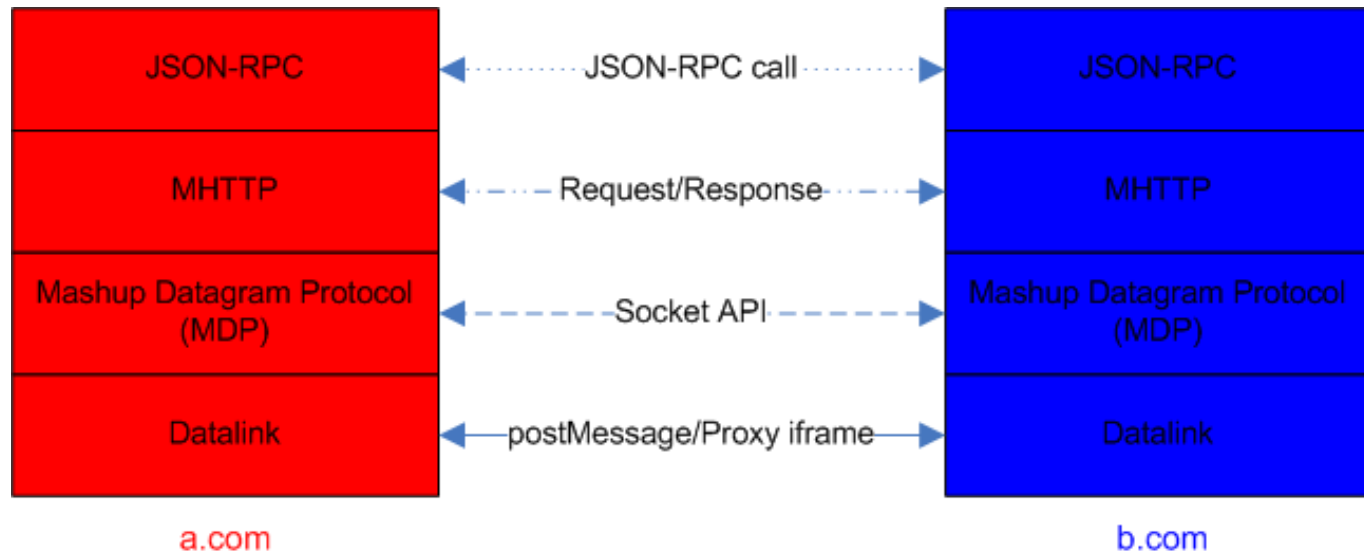 JSON-RPC
JSON-RPC call
JSON-RPC
MHTTP
Request/Response
MHTTP
Mashup Datagram Protocol
(MDP)
Socket API
Mashup Datagram Protocol
(MDP)
Datalink
postMessage/Proxy iframe
Datalink
a.com
b.com